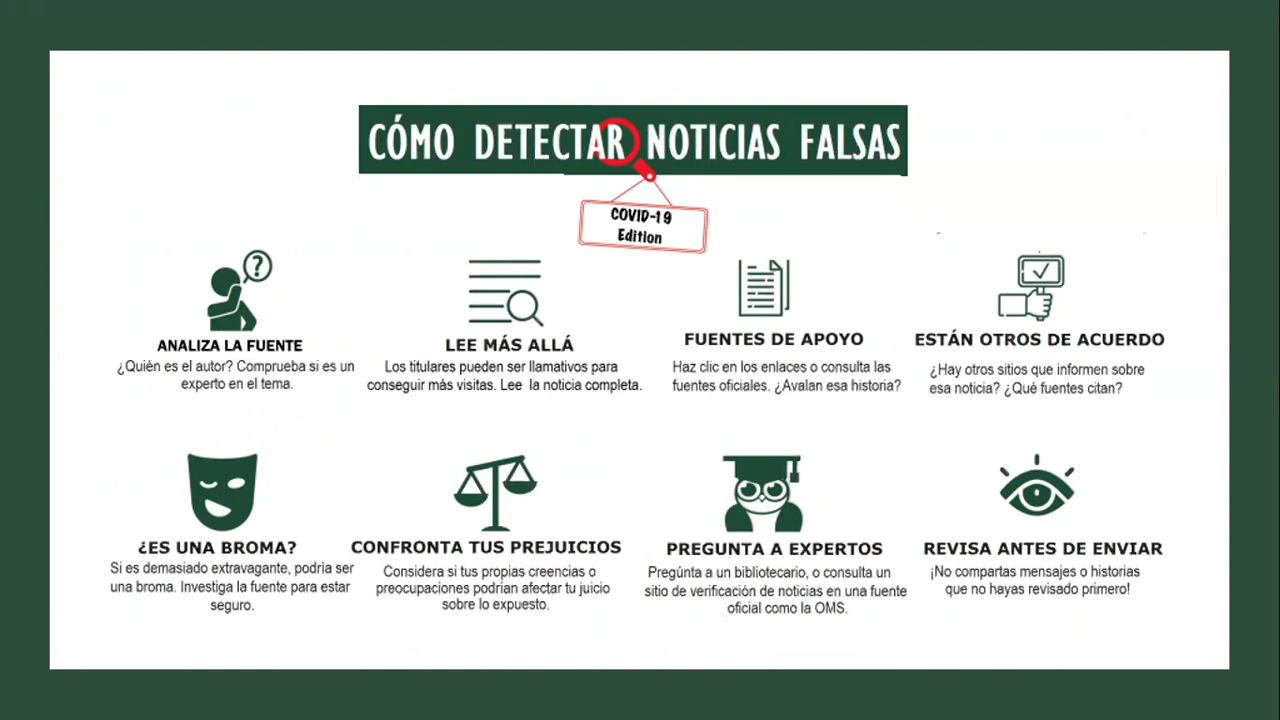 CÓMO DETECTAR NOTICIAS FALSAS
COVID-19
Edition
?
ANALIZA LA FUENTE
¿Quién es el autor? Comprueba si es un
experto en el tema.
LEE MÁS ALLÁ
Los titulares pueden ser llamativos para
conseguir más visitas. Lee la noticia completa.
FUENTES DE APOYO
Haz clic en los enlaces o consulta las
fuentes oficiales. ¿Avalan esa historia?
ESTÁN OTROS DE ACUERDO
¿Hay otros sitios que informen sobre
esa noticia? ¿Qué fuentes citan?
¿ES UNA BROMA?
Si es demasiado extravagante, podría ser
una broma. Investiga la fuente para estar
seguro.
CONFRONTA TUS PREJUICIOS
Considera si tus propias creencias o
preocupaciones podrían afectar tu juicio
sobre lo expuesto.
PREGUNTA A EXPERTOS
Pregúnta a un bibliotecario, o consulta un
sitio de verificación de noticias en una fuente
oficial como la OMS.
REVISA ANTES DE ENVIAR
¡No compartas mensajes o historias
que no hayas revisado primero!